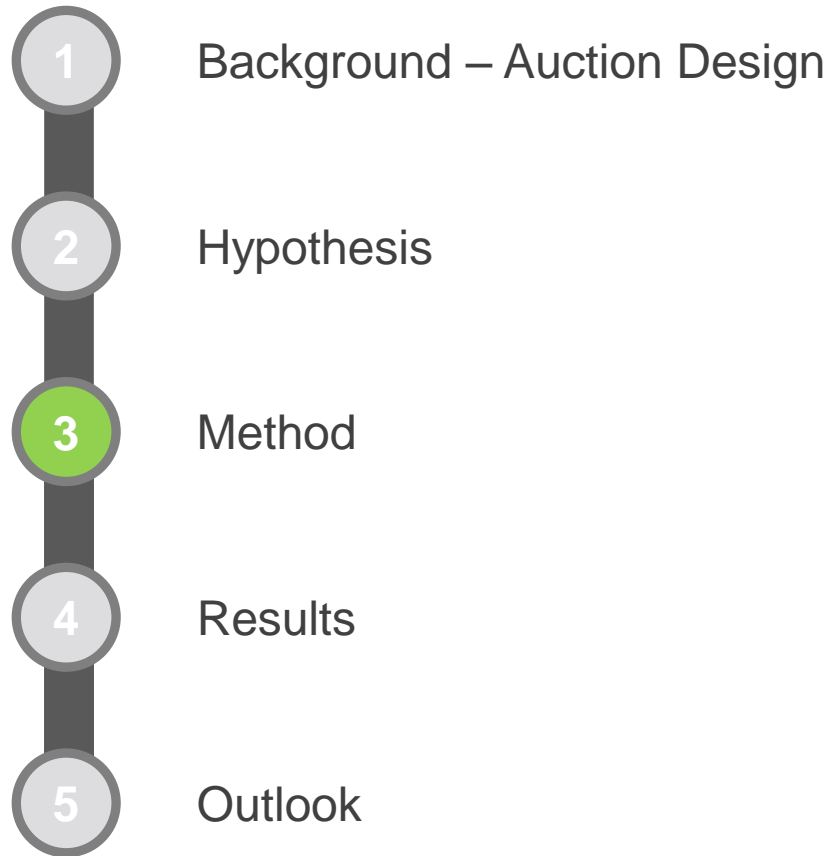 1 Background – Auction Design
2 Hypothesis
3 Method
4 Results
5 Outlook